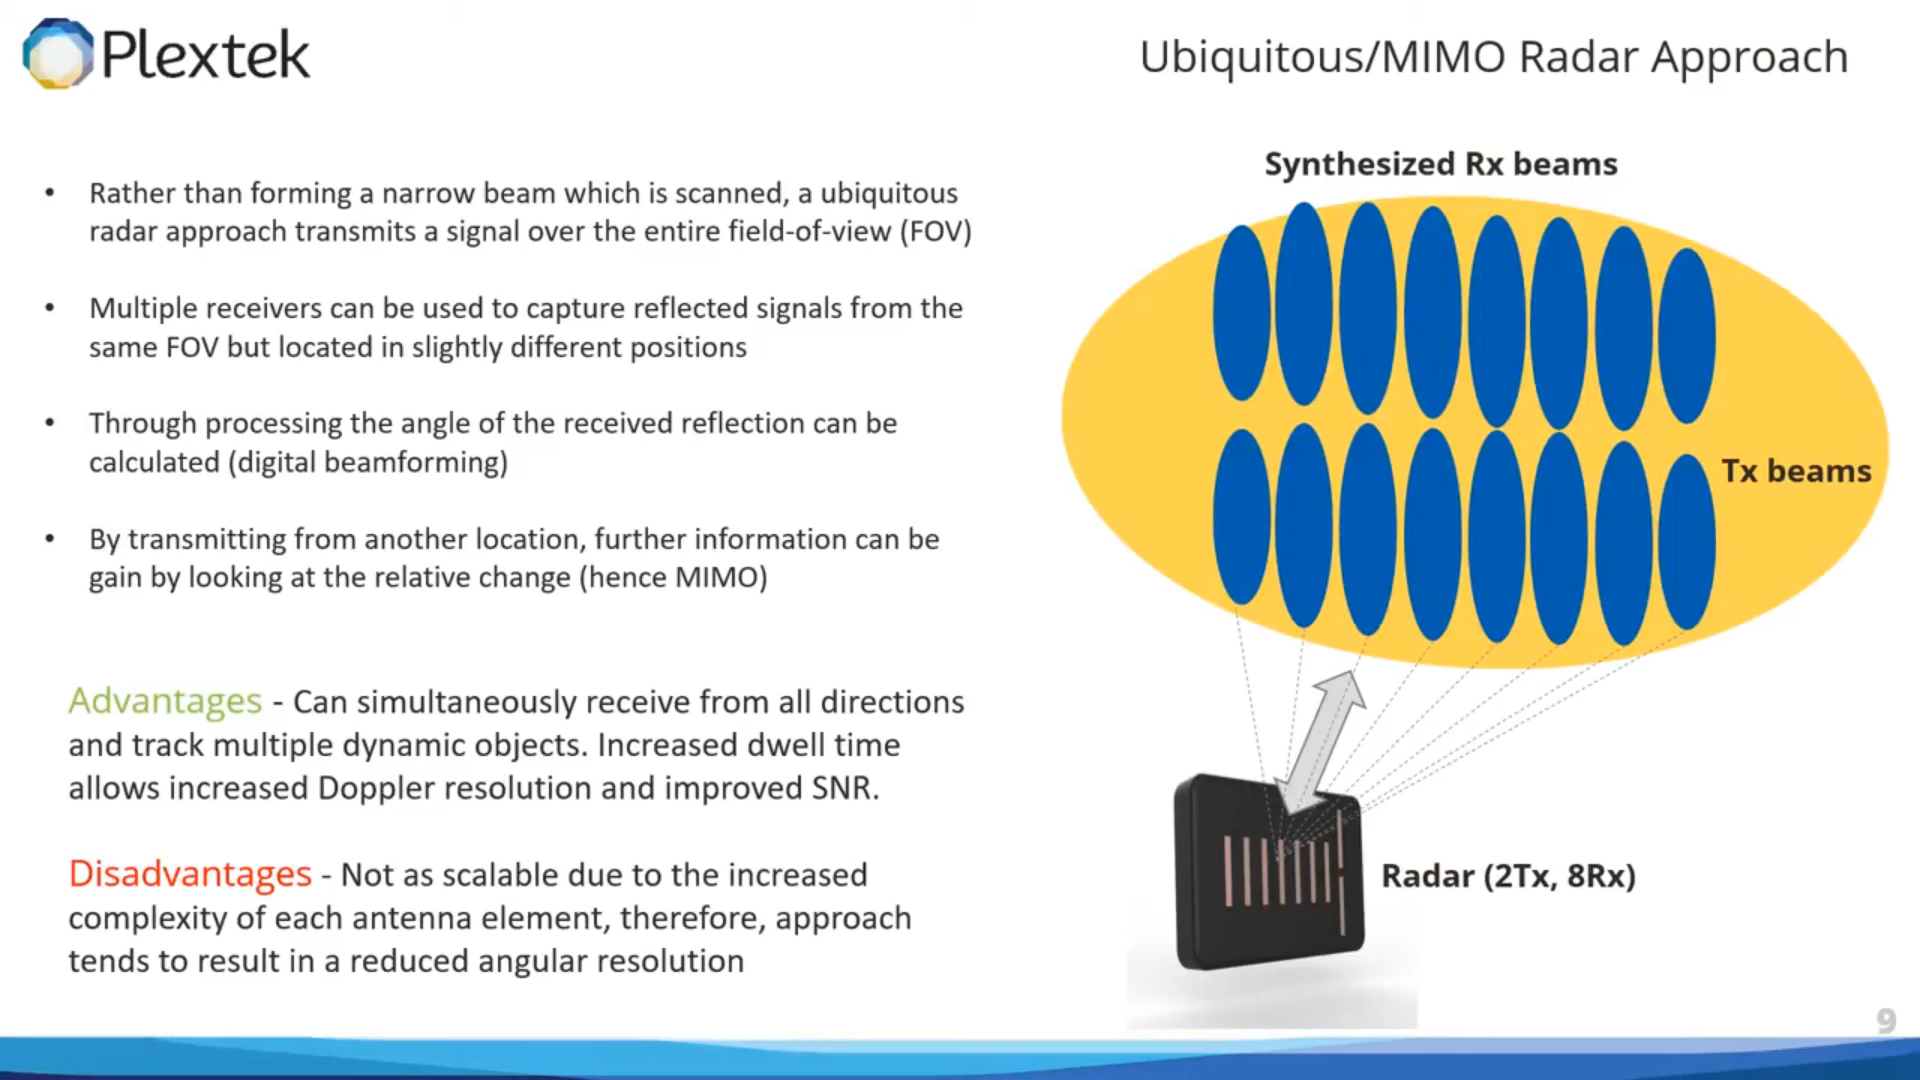 Plextek
Ubiquitous/MIMO Radar Approach
• Rather than forming a narrow beam which is scanned, a ubiquitous
radar approach transmits a signal over the entire field-of-view (FOV)
• Multiple receivers can be used to capture reflected signals from the
same FOV but located in slightly different positions
• Through processing the angle of the received reflection can be
calculated (digital beamforming)
• By transmitting from another location, further information can be
gain by looking at the relative change (hence MIMO)
Advantages - Can simultaneously receive from all directions
and track multiple dynamic objects. Increased dwell time
allows increased Doppler resolution and improved SNR.
Disadvantages - Not as scalable due to the increased
complexity of each antenna element, therefore, approach
tends to result in a reduced angular resolution
Synthesized Rx beams
Tx beams
Radar (2Tx, 8Rx)
9